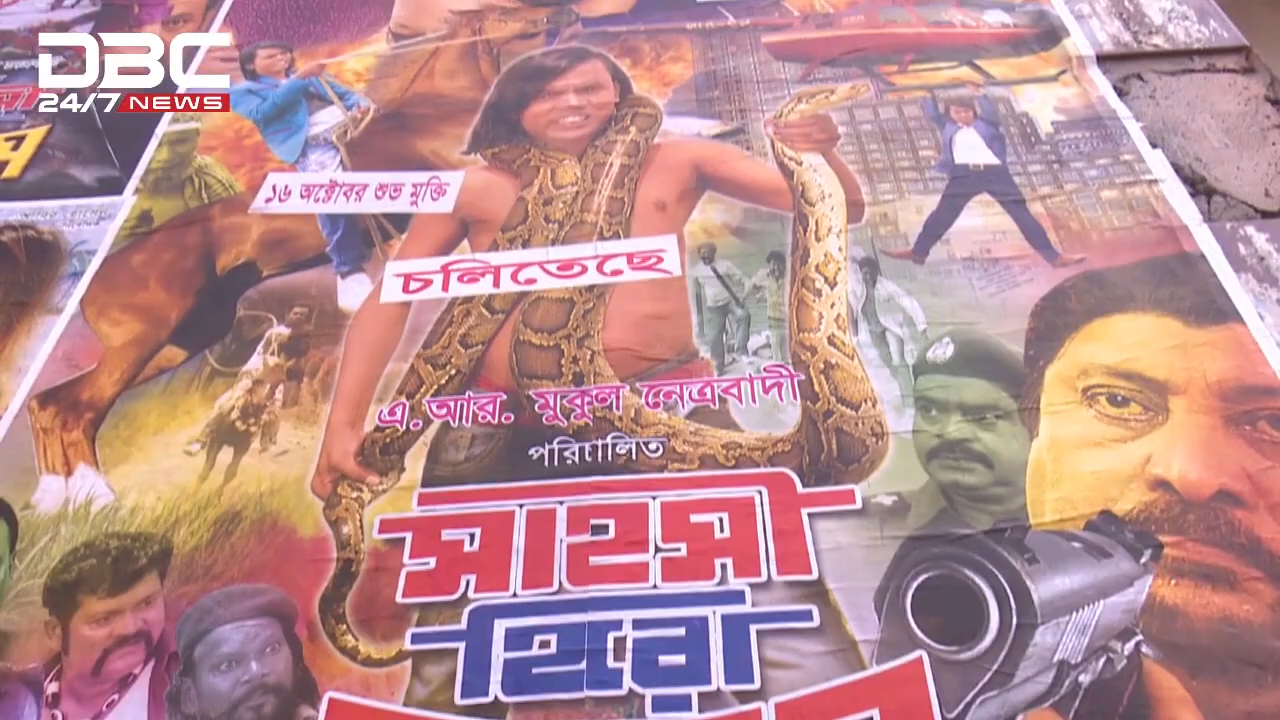 DBC
24/7 NEWS
১৬ অক্টোবর শুভ মুক্তি
চলিতেছে
এ. আর. মুকুল নেত্রবাদী
পরিচালিত
সাহসী
হিরো